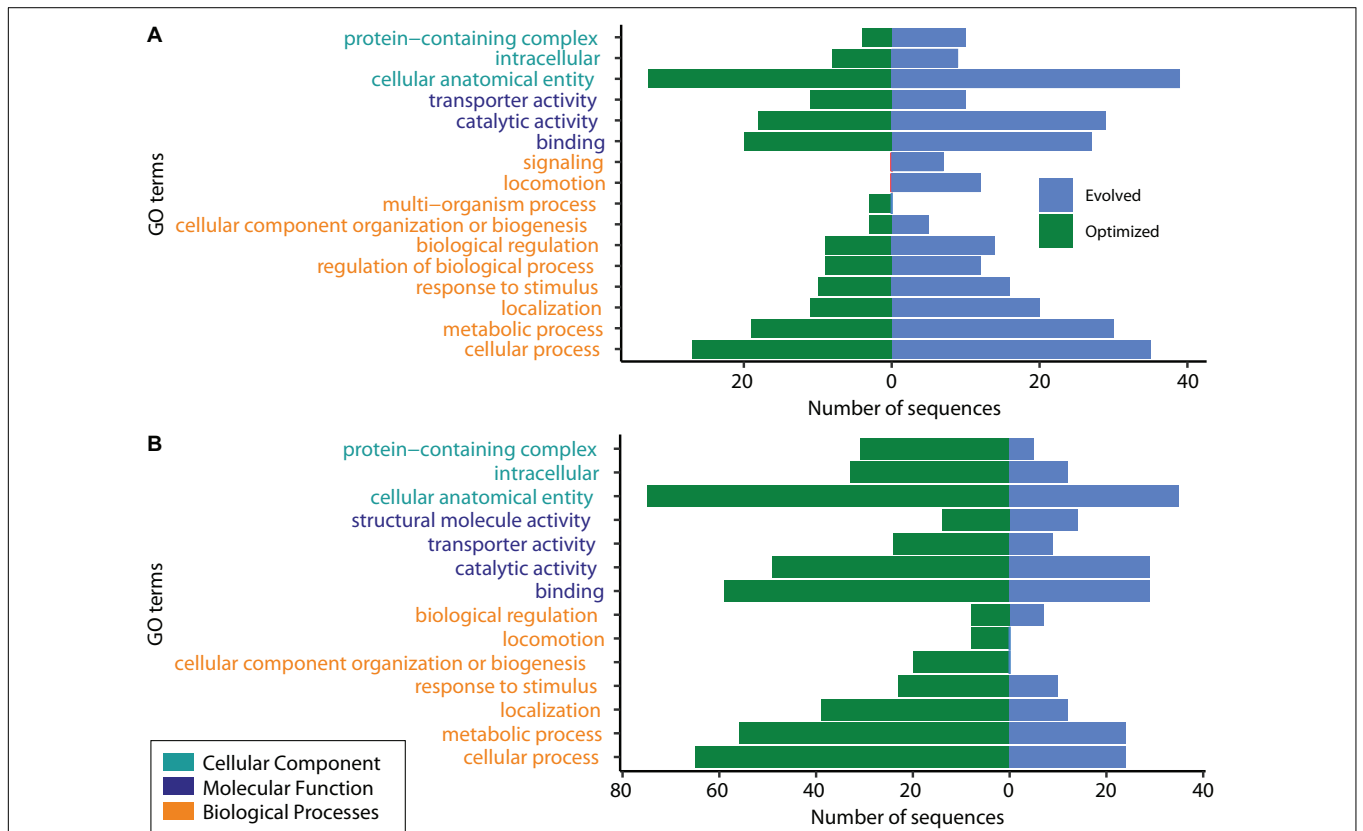 A
protein−containing complex
intracellular
cellular anatomical entity
transporter activity
catalytic activity
binding
signaling
locomotion
multi−organism process
cellular component organization or biogenesis
biological regulation
regulation of biological process
response to stimulus
localization
metabolic process
cellular process
GO terms
Evolved
Optimized
20 0 20 40
Number of sequences
B
protein−containing complex
intracellular
cellular anatomical entity
structural molecule activity
transporter activity
catalytic activity
binding
biological regulation
locomotion
cellular component organization or biogenesis
response to stimulus
localization
metabolic process
cellular process
GO terms
80 60 40 20 0 20 40
Number of sequences
Cellular Component
Molecular Function
Biological Processes